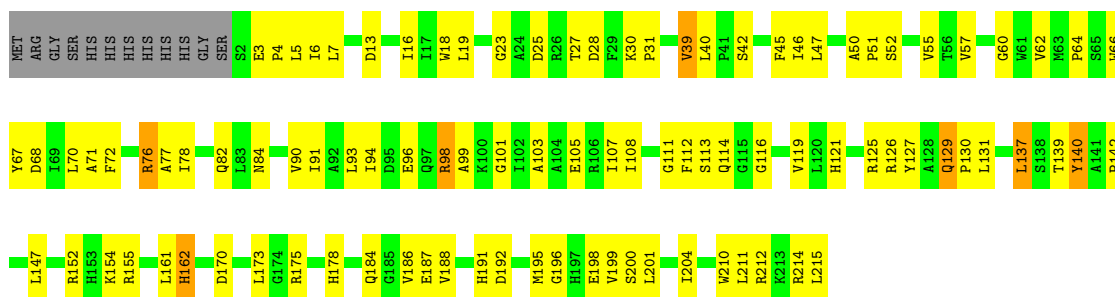 MET ARG GLY SER HIS HIS HIS HIS HIS HIS GLY SER S2 E3 P4 L5 I6 L7 D13 I16 I17 W18 L19 G23 A24 D25 R26 T27 D28 F29 K30 P31 V39 L40 P41 S42 F45 I46 L47 A50 P51 S52 V55 T56 V57 G60 W61 V62 M63 P64 S65 W66
Y67 D68 I69 L70 A71 F72 R76 A77 I78 Q82 L83 N84 V90 I91 A92 L93 I94 D95 E96 Q97 R98 A99 K100 G101 I102 A103 A104 E105 R106 I107 I108 G111 F112 S113 Q114 G115 G116 V119 L120 H121 R125 R126 Y127 A128 Q129 P130 L131 L137 S138 T139 Y140 A141
L147 R152 H153 K154 R155 L161 H162 D170 L173 G174 R175 H178 Q184 G185 V186 E187 V188 H191 D192 M195 G196 H197 E198 V199 S200 L201 I204 W210 L211 R212 K213 R214 L215